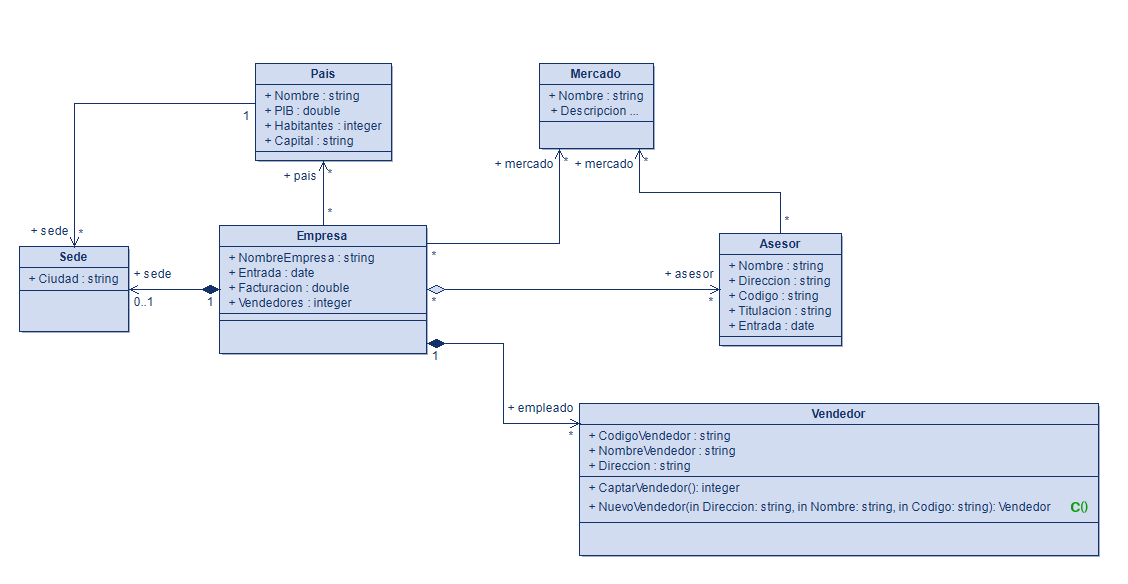 Pais
+ Nombre : string
+ PIB : double
+ Habitantes : integer
+ Capital : string
1
+ pais
*
*
Mercado
+ Nombre : string
+ Descripcion ...
+ mercado
*
+ mercado
*
*
*
+ sede
*
Sede
+ Ciudad : string
+ sede
0..1
1
Empresa
+ NombreEmpresa : string
+ Entrada : date
+ Facturacion : double
+ Vendedores : integer
*
+ asesor
*
Asesor
+ Nombre : string
+ Direccion : string
+ Codigo : string
+ Titulacion : string
+ Entrada : date
1
+ empleado
*
Vendedor
+ CodigoVendedor : string
+ NombreVendedor : string
+ Direccion : string
+ CaptarVendedor(): integer
+ NuevoVendedor(in Direccion: string, in Nombre: string, in Codigo: string): Vendedor C()